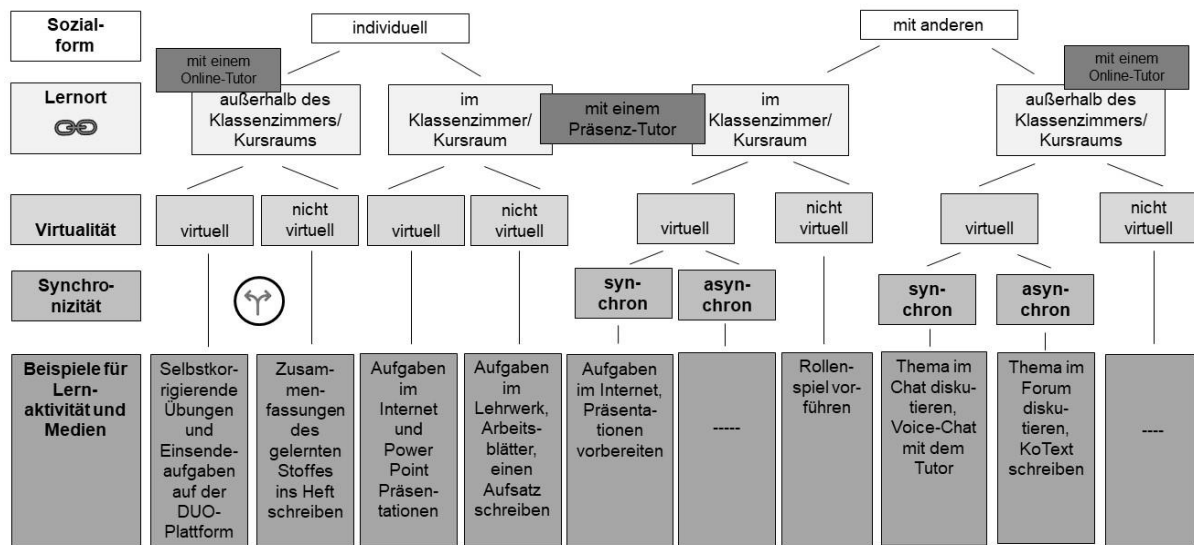 Sozial-
form
individuell
mit anderen
mit einem
Online-Tutor
mit einem
Online-Tutor
Lernort
außerhalb des
Klassenzimmers/
Kursraums
im
Klassenzimmer/
Kursraum
mit einem
Präsenz-Tutor
im
Klassenzimmer/
Kursraum
außerhalb des
Klassenzimmers/
Kursraums
Virtualität
virtuell
nicht
virtuell
virtuell
nicht
virtuell
virtuell
nicht
virtuell
virtuell
nicht
virtuell
Synchro-
nizität
syn-
chron
asyn-
chron
syn-
chron
asyn-
chron
Beispiele für
Lern-
aktivität und
Medien
Selbstkor-
rigierende
Übungen
und
Einsende-
aufgaben
auf der
DUO-
Plattform
Zusam-
menfas-
sungen
des
gelernten
Stoffes
ins Heft
schreiben
Aufgaben
im
Internet
und
Power
Point
Präsen-
tationen
Aufgaben
im
Lehrwerk,
Arbeits-
blätter,
einen
Aufsatz
schreiben
Aufgaben
im Internet,
Präsenta-
tionen
vorbereiten
-----
Rollen-
spiel vor-
führen
Thema im
Chat disku-
tieren,
Voice-Chat
mit dem
Tutor
Thema im
Forum
disku-
tieren,
KoText
schreiben
----